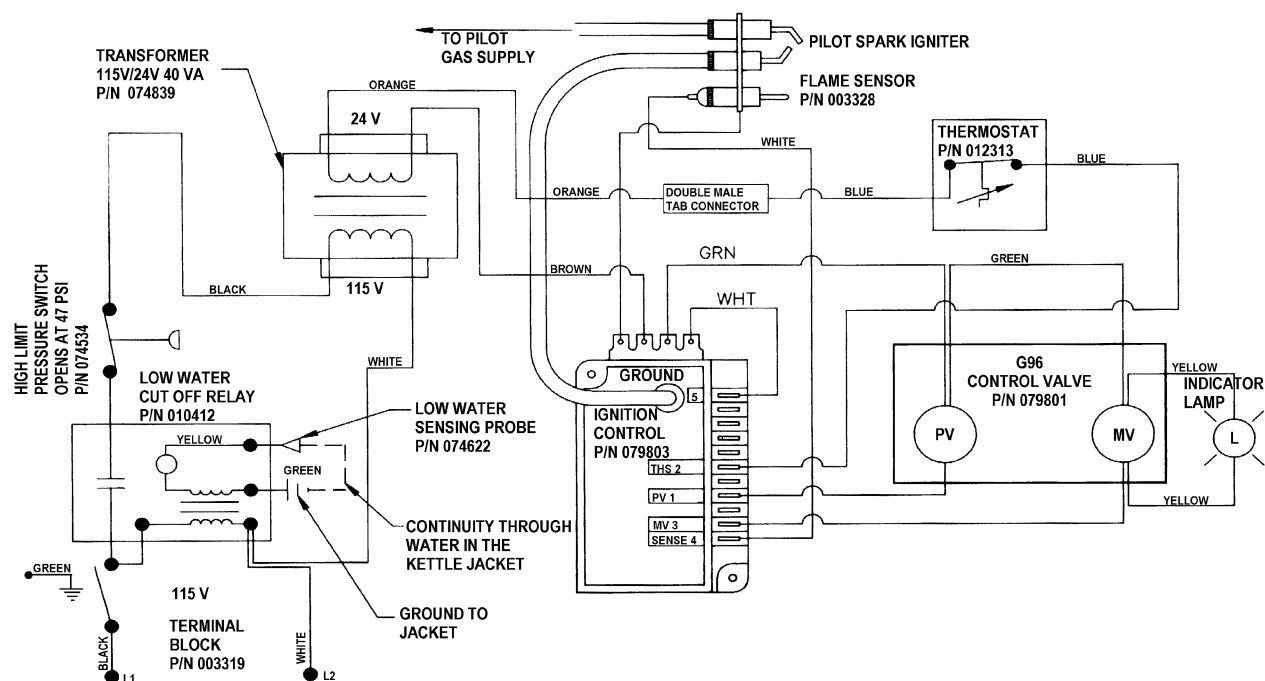 TO PILOT
GAS SUPPLY
PILOT SPARK IGNITER
TRANSFORMER
115V/24V 40 VA
P/N 074839
ORANGE
FLAME SENSOR
P/N 003328
24 V
WHITE
THERMOSTAT
P/N 012313
BLUE
ORANGE
DOUBLE MALE
TAB CONNECTOR
BLUE
GRN
GREEN
BROWN
BLACK
115 V
WHT
HIGH LIMIT
PRESSURE SWITCH
OPENS AT 47 PSI
P/N 074534
WHITE
G96
CONTROL VALVE
P/N 079801
YELLOW
INDICATOR
LAMP
LOW WATER
CUT OFF RELAY
P/N 010412
GROUND
5
LOW WATER
SENSING PROBE
P/N 074622
IGNITION
CONTROL
P/N 079803
PV
MV
L
YELLOW
GREEN
THS 2
PV 1
YELLOW
CONTINUITY THROUGH
WATER IN THE
KETTLE JACKET
MV 3
SENSE 4
GREEN
115 V
GROUND TO
JACKET
TERMINAL
BLOCK
P/N 003319
BLACK
WHITE
L1
L2